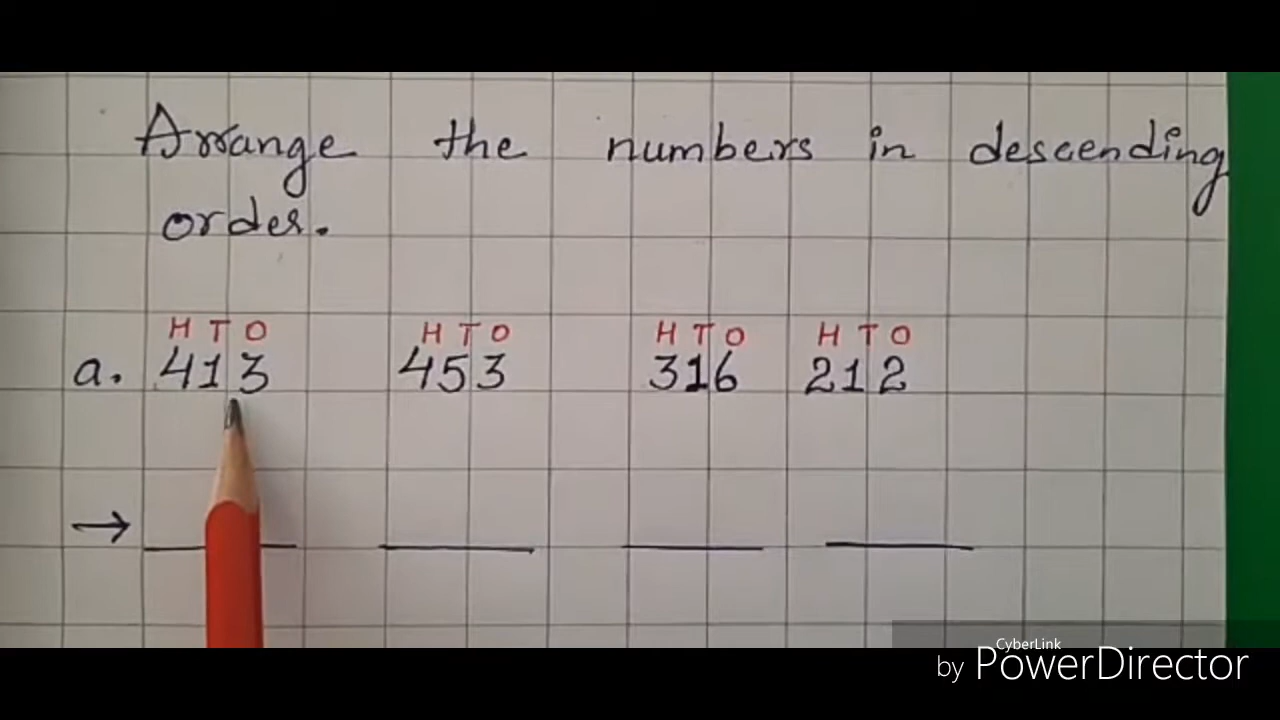 Arrange the numbers in descending
order.
H T O H T O H T O H T O
a. 413 453 316 212
→
CyberLink
by PowerDirector